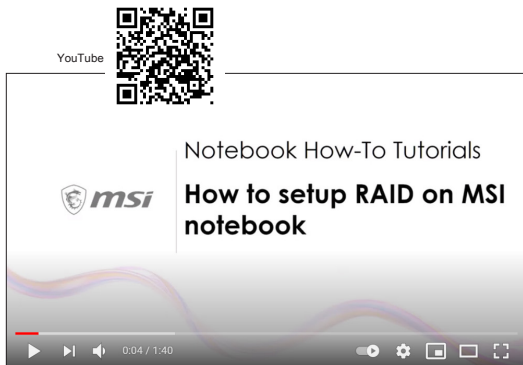 YouTube
Notebook How-To Tutorials
msi
How to setup RAID on MSI
notebook
0:04 / 1:40